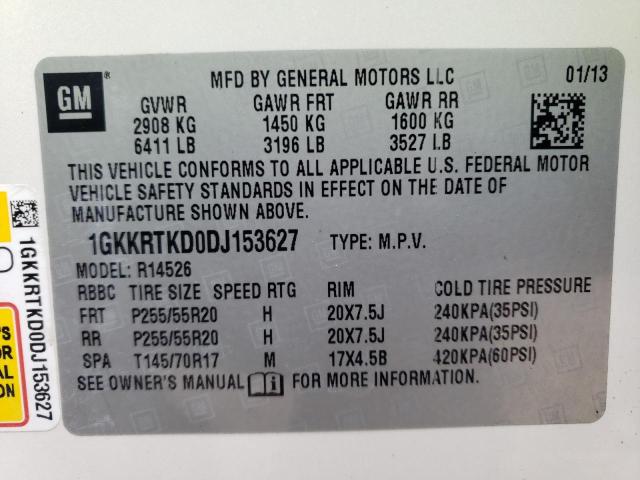 GM ®
MFD BY GENERAL MOTORS LLC 01/13
GVWR GAWR FRT GAWR RR
2908 KG 1450 KG 1600 KG
6411 LB 3196 LB 3527 LB
THIS VEHICLE CONFORMS TO ALL APPLICABLE U.S. FEDERAL MOTOR
VEHICLE SAFETY STANDARDS IN EFFECT ON THE DATE OF
MANUFACTURE SHOWN ABOVE.
1GKKRTKD0DJ153627 TYPE: M.P.V.
MODEL: R14526
RBBC TIRE SIZE SPEED RTG RIM COLD TIRE PRESSURE
FRT P255/55R20 H 20X7.5J 240KPA(35PSI)
RR P255/55R20 H 20X7.5J 240KPA(35PSI)
SPA T145/70R17 M 17X4.5B 420KPA(60PSI)
SEE OWNER'S MANUAL FOR MORE INFORMATION.
1GKKRTKD0DJ153627